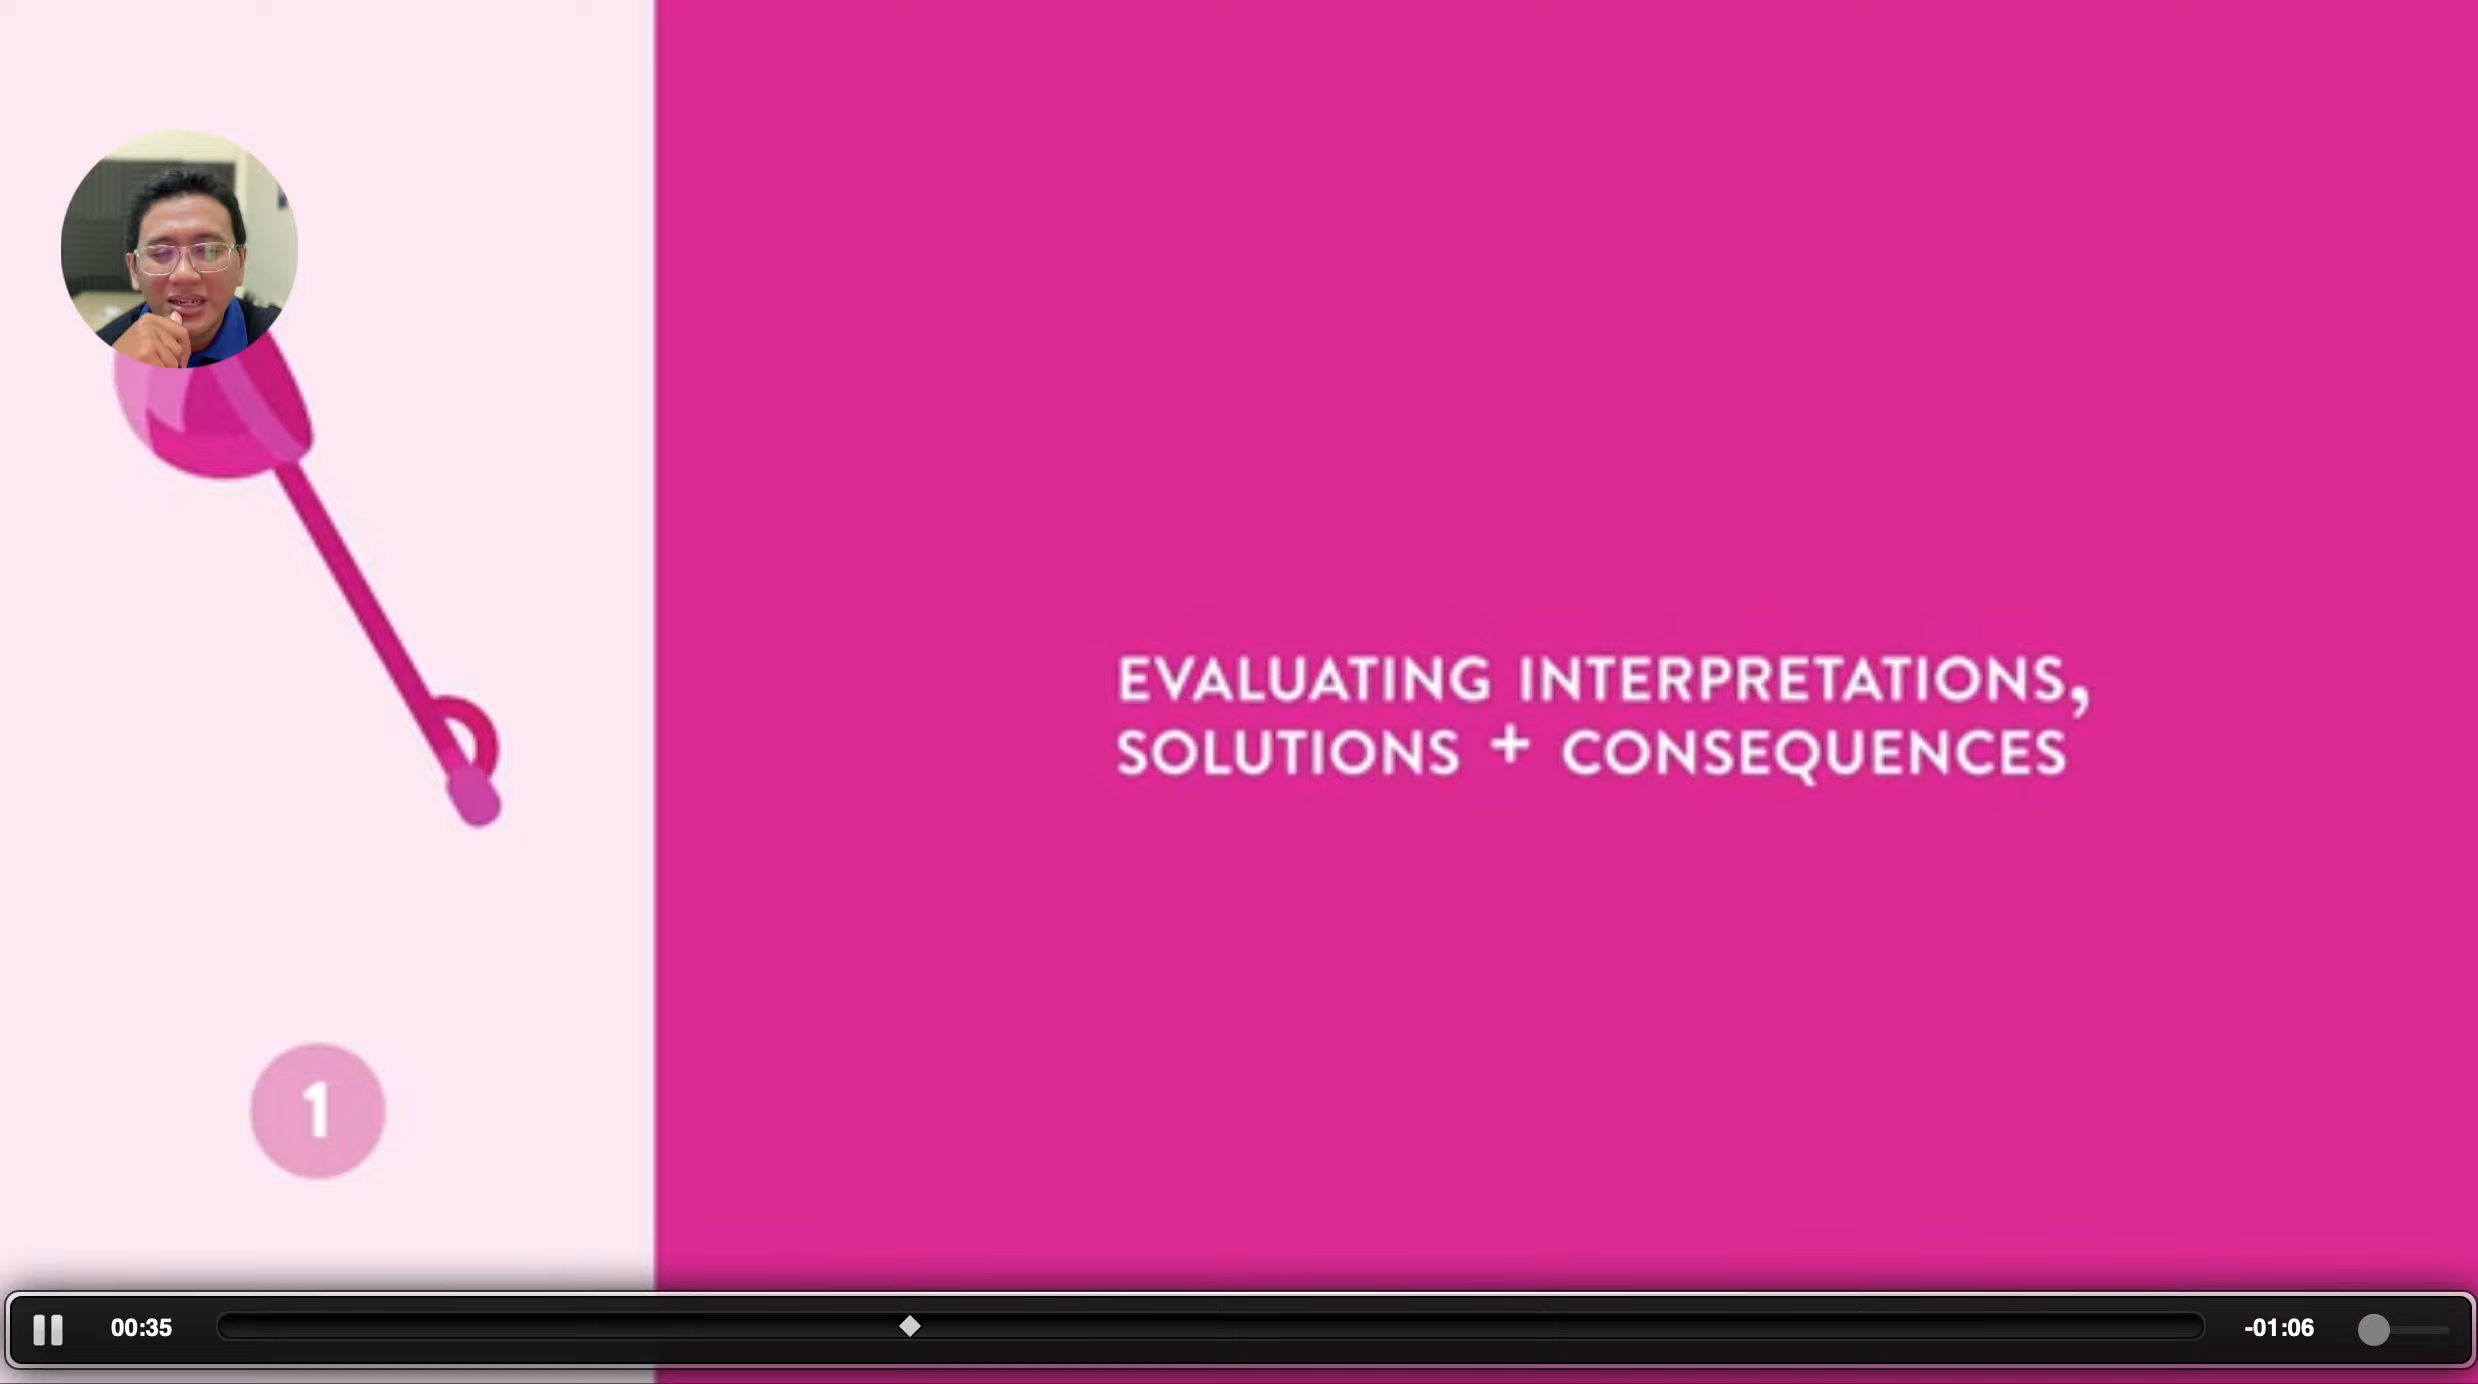 EVALUATING INTERPRETATIONS,
SOLUTIONS + CONSEQUENCES
1
00:35
-01:06